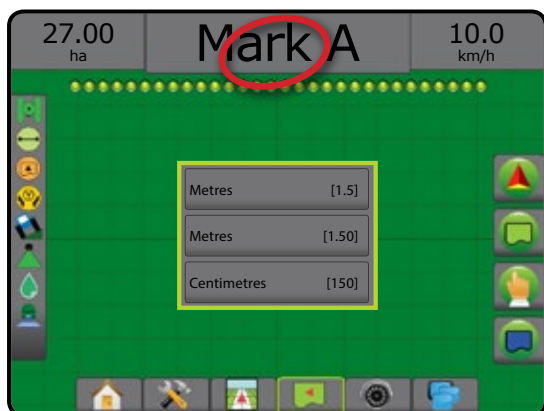 27.00
ha
Mark A
10.0
km/h
Metres [1.5]
Metres [1.50]
Centimetres [150]